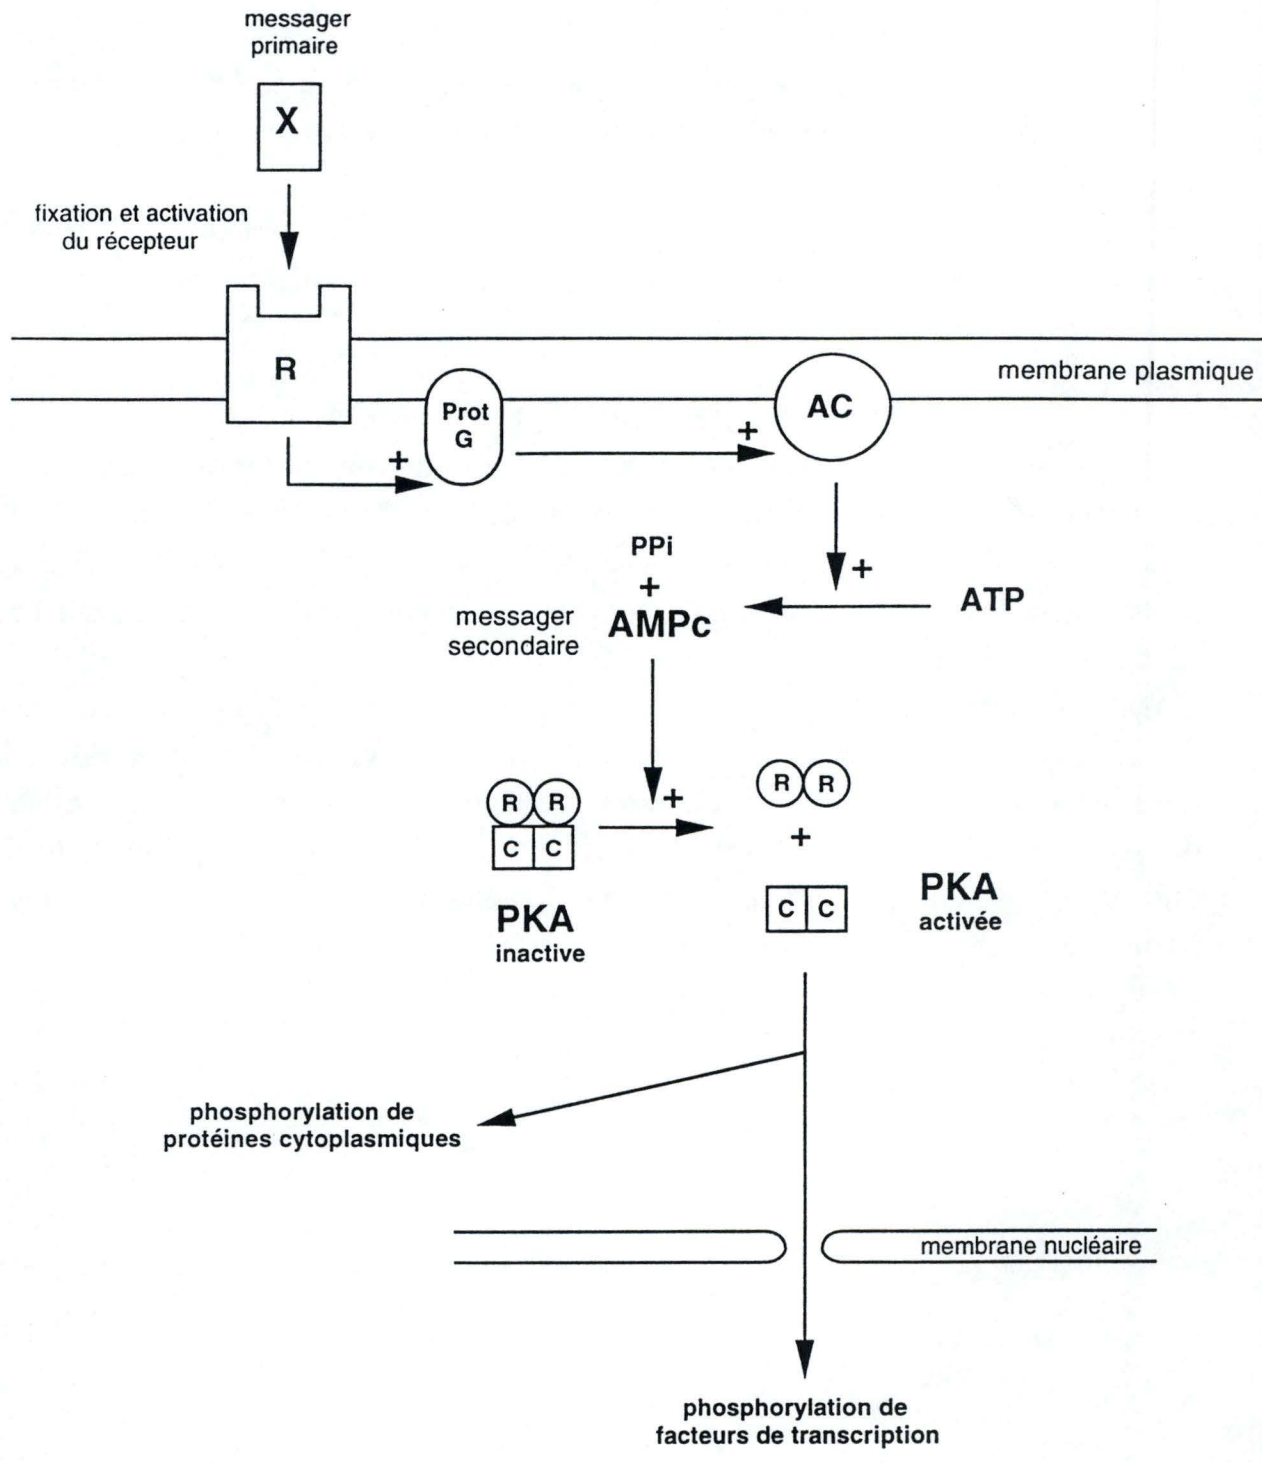 messager
primaire
X
fixation et activation
du récepteur
R
membrane plasmique
Prot
G
AC
+
+
PPi
+
AMPc
messager
secondaire
+
ATP
R R
C C
PKA
inactive
+
R R
+
C C
PKA
activée
phosphorylation de
protéines cytoplasmiques
membrane nucléaire
phosphorylation de
facteurs de transcription